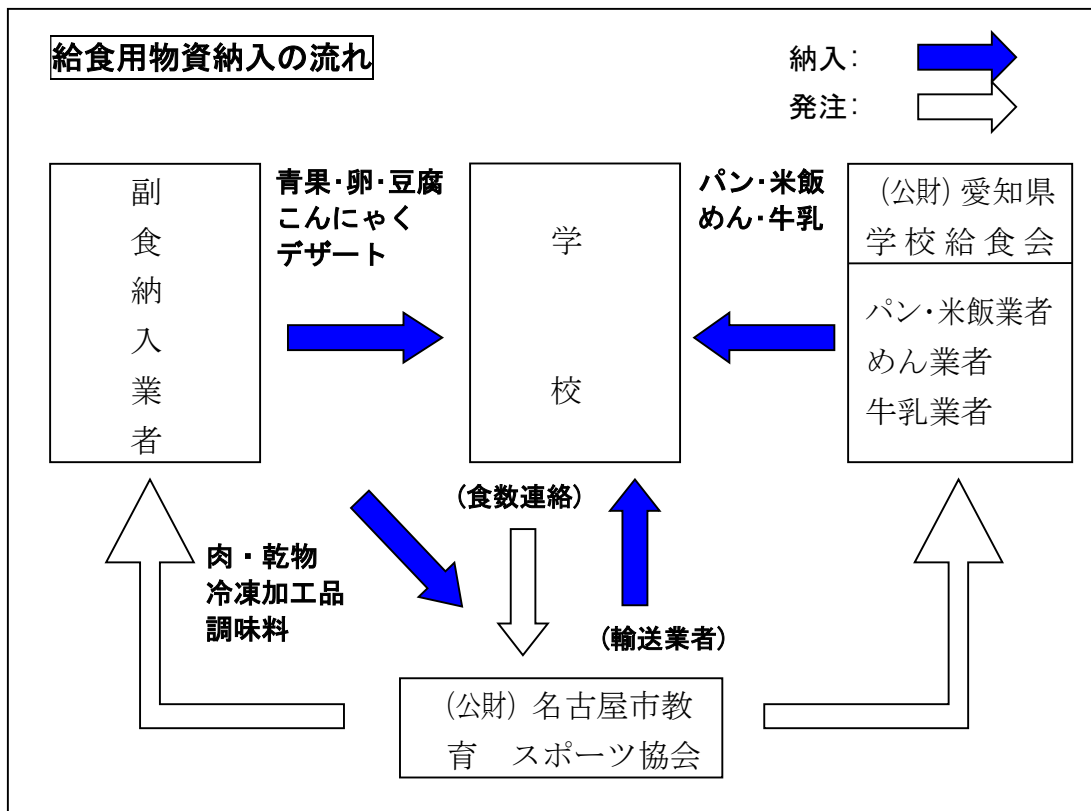 給食用物資納入の流れ
納入:
発注:
副食納入業者
青果・卵・豆腐
こんにゃく
デザート
学校
パン・米飯
めん・牛乳
(公財)愛知県
学校給食会
パン・米飯業者
めん業者
牛乳業者
(食数連絡)
肉・乾物
冷凍加工品
調味料
(輸送業者)
(公財)名古屋市教
育 スポーツ協会